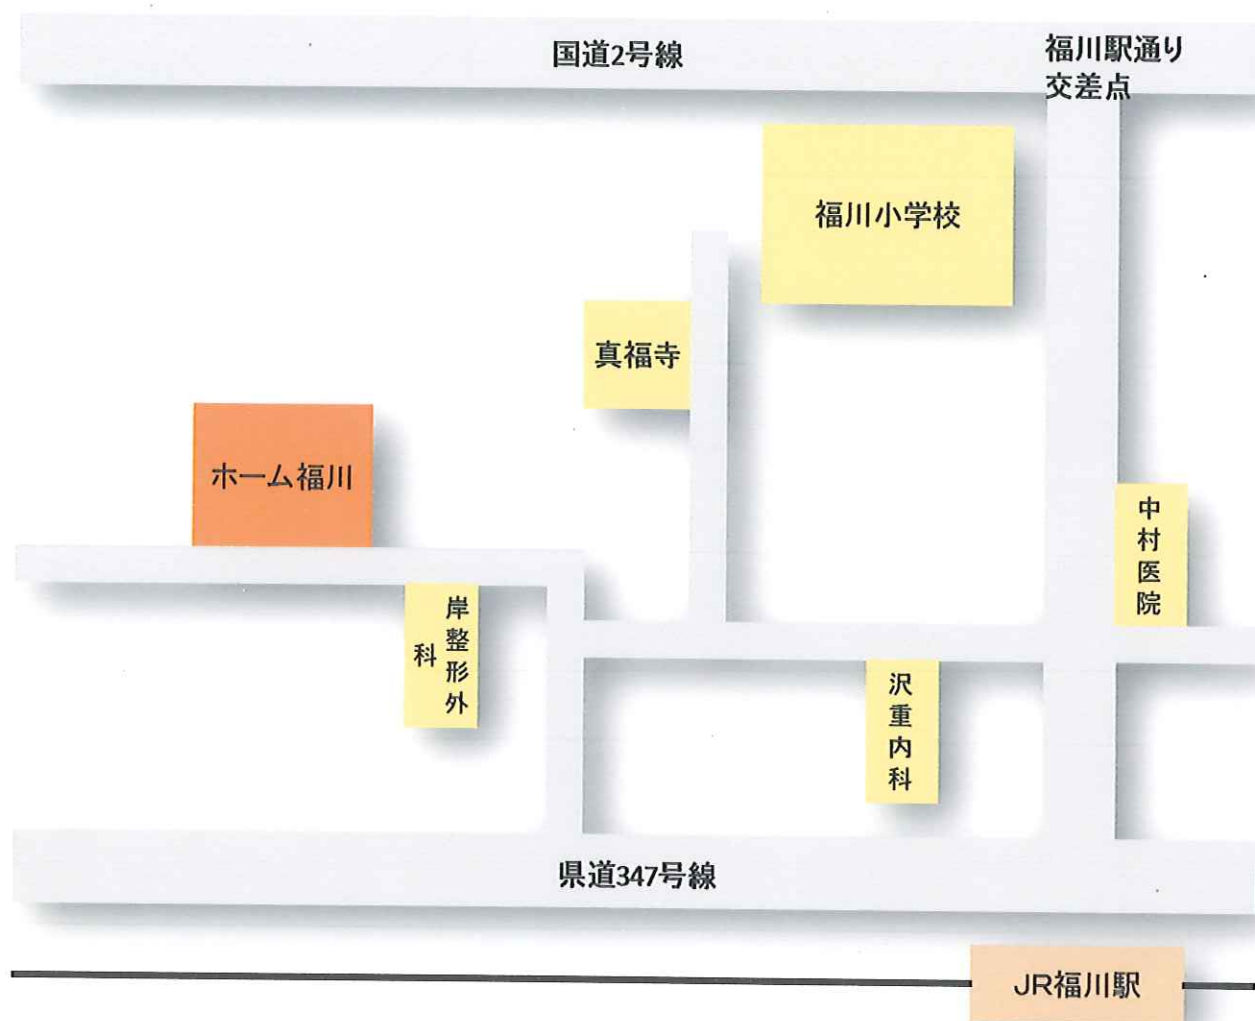 国道2号線
福川駅通り
交差点
福川小学校
真福寺
ホーム福川
中村医院
岸整形外
科
沢重内科
県道347号線
JR福川駅